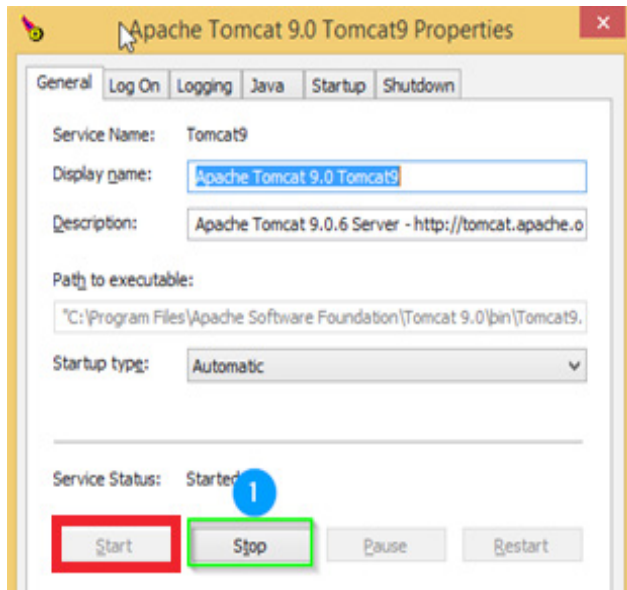 Apache Tomcat 9.0 Tomcat9 Properties
General Log On Logging Java Startup Shutdown
Service Name: Tomcat9
Display name: Apache Tomcat 9.0 Tomcat9
Description: Apache Tomcat 9.0.6 Server - http://tomcat.apache.o
Path to executable:
"C:\Program Files\Apache Software Foundation\Tomcat 9.0\bin\Tomcat9.
Startup type: Automatic
Service Status: Started
1
Start Stop Pause Restart